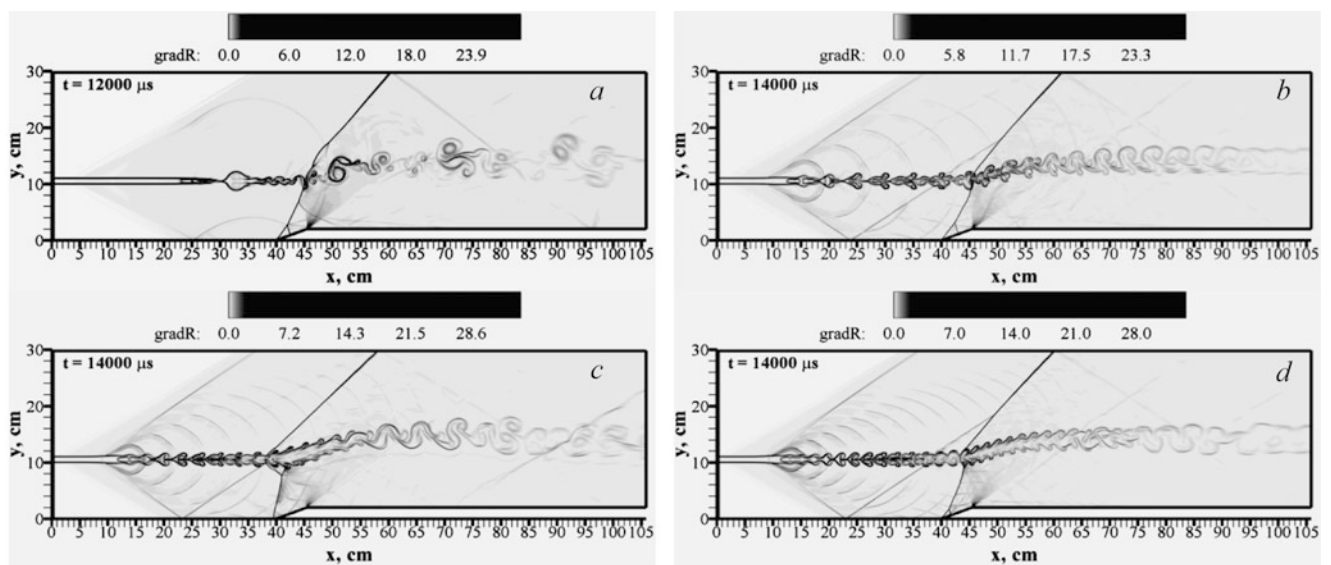 gradR: 0.0 6.0 12.0 18.0 23.9
t = 12000 μs
a
30
20
10
0
y, cm
0 5 10 15 20 25 30 35 40 45 50 55 60 65 70 75 80 85 90 95 100 105
x, cm
gradR: 0.0 5.8 11.7 17.5 23.3
t = 14000 μs
b
30
20
10
0
y, cm
0 5 10 15 20 25 30 35 40 45 50 55 60 65 70 75 80 85 90 95 100 105
x, cm
gradR: 0.0 7.2 14.3 21.5 28.6
t = 14000 μs
c
30
20
10
0
y, cm
0 5 10 15 20 25 30 35 40 45 50 55 60 65 70 75 80 85 90 95 100 105
x, cm
gradR: 0.0 7.0 14.0 21.0 28.0
t = 14000 μs
d
30
20
10
0
y, cm
0 5 10 15 20 25 30 35 40 45 50 55 60 65 70 75 80 85 90 95 100 105
x, cm